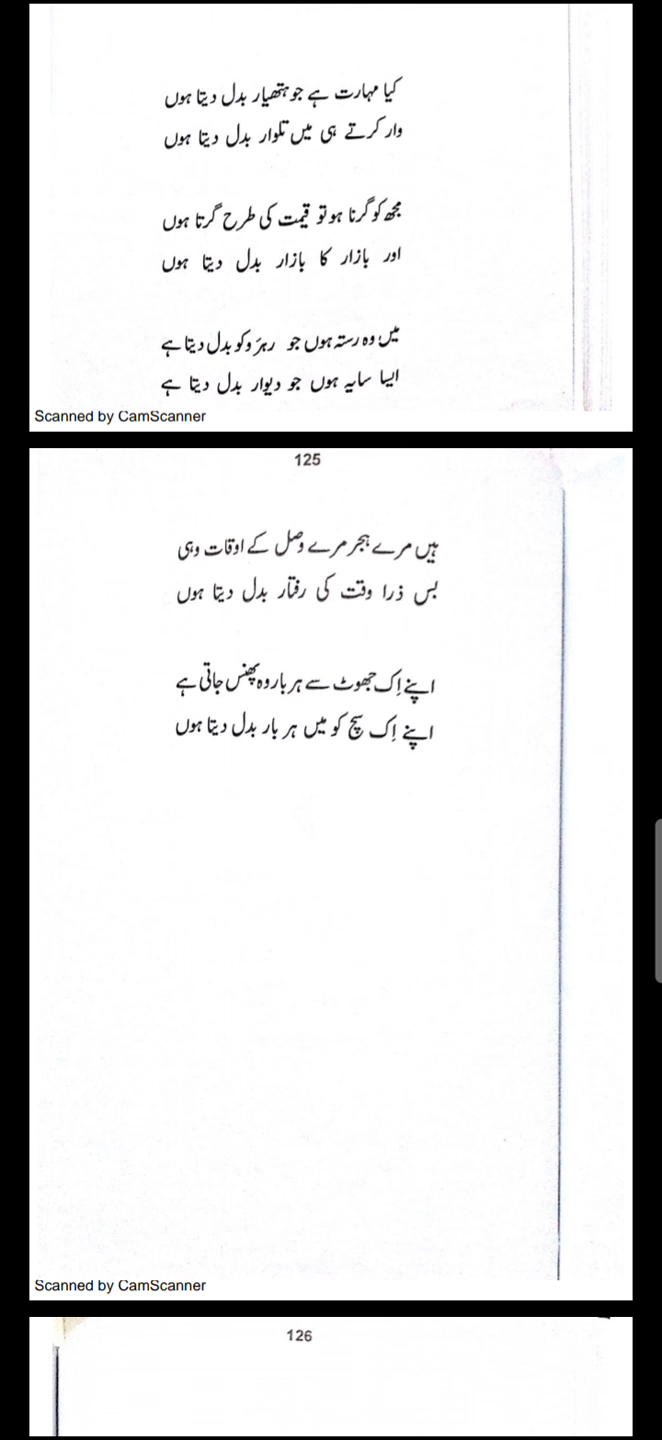 کیا مہارت ہے جو ہتھیار بدل دیتا ہوں
وار کرتے ہی میں تلوار بدل دیتا ہوں
مجھ کو گرنا ہو تو قیمت کی طرح گرتا ہوں
اور بازار کا بازار بدل دیتا ہوں
میں وہ رستہ ہوں جو رہرَو کو بدل دیتا ہے
ایسا سایہ ہوں جو دیوار بدل دیتا ہے
Scanned by CamScanner
125
ہیں مرے ہجر مرے وصل کے اوقات وہی
بس ذرا وقت کی رفتار بدل دیتا ہوں
اپنے اِک جھوٹ سے ہر بار وہ پھنس جاتی ہے
اپنے اِک سچ کو میں ہر بار بدل دیتا ہوں
Scanned by CamScanner
126